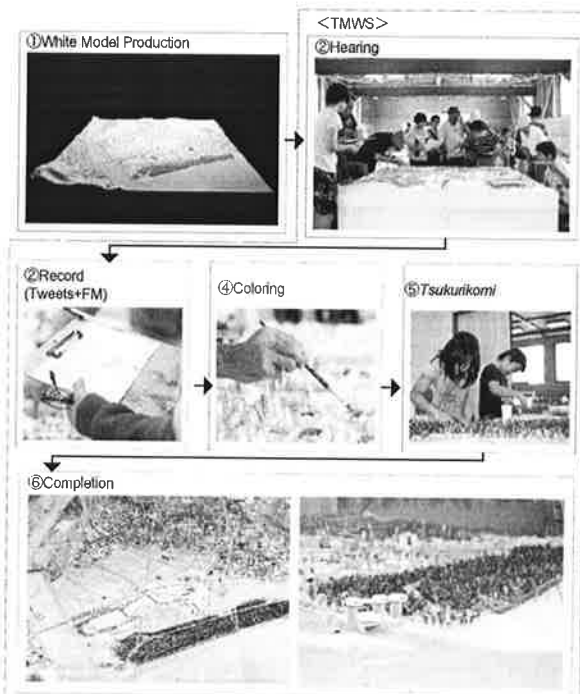 ＜TMWS＞
①White Model Production
②Hearing
②Record
(Tweets+FM)
④Coloring
⑤Tsukurikomi
⑥Completion